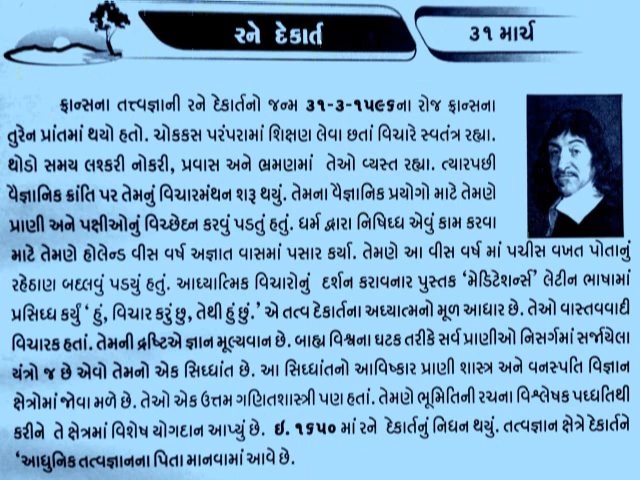 રને દેકાર્ત
૩૧ માર્ચ
ફ્રાન્સના તત્ત્વજ્ઞાની રને દેકાર્તનો જન્મ ૩૧-૩-૧૫૯૬ના રોજ ફ્રાન્સના
તુરેન પ્રાંતમાં થયો હતો. ચોકકસ પરંપરામાં શિક્ષણ લેવા છતાં વિચારે સ્વતંત્ર રહ્યા.
થોડો સમય લશ્કરી નોકરી, પ્રવાસ અને ભ્રમણમાં તેઓ વ્યસ્ત રહ્યા. ત્યારપછી
વૈજ્ઞાનિક ક્રાંતિ પર તેમનું વિચારમંથન શરૂ થયું. તેમના વૈજ્ઞાનિક પ્રયોગો માટે તેમણે
પ્રાણી અને પક્ષીઓનું વિચ્છેદન કરવું પડતું હતું. ધર્મ દ્વારા નિષિધ્ધ એવું કામ કરવા
માટે તેમણે હોલેન્ડ વીસ વર્ષ અજ્ઞાત વાસમાં પસાર કર્યા. તેમણે આ વીસ વર્ષ માં પચીસ વખત પોતાનું
રહેઠાણ બદલવું પડયું હતું. આધ્યાત્મિક વિચારોનું દર્શન કરાવનાર પુસ્તક ‘મેડિટેશર્ન્સ’ લેટીન ભાષામાં
પ્રસિધ્ધ કર્યું ‘ હું, વિચાર કરું છુ, તેથી હું છું.’ એ તત્વ દેકાર્તના અધ્યાત્મનો મૂળ આધાર છે. તેઓ વાસ્તવવાદી
વિચારક હતાં. તેમની દ્રષ્ટિએ જ્ઞાન મૂલ્યવાન છે. બાહ્ય વિશ્વના ઘટક તરીકે સર્વ પ્રાણીઓ નિસર્ગમાં સર્જાયેલા
યંત્રો જ છે એવો તેમનો એક સિધ્ધાંત છે. આ સિધ્ધાંતનો આવિષ્કાર પ્રાણી શાસ્ત્ર અને વનસ્પતિ વિજ્ઞાન
ક્ષેત્રોમાં જોવા મળે છે. તેઓ એક ઉત્તમ ગણિતશાસ્ત્રી પણ હતાં. તેમણે ભૂમિતિની રચના વિશ્લેષક પધ્ધતિથી
કરીને તે ક્ષેત્રમાં વિશેષ યોગદાન આપ્યું છે. ઇ. ૧૬૫૦ માં રને દેકાર્તનું નિધન થયું. તત્વજ્ઞાન ક્ષેત્રે દેકાર્તને
‘આધુનિક તત્વજ્ઞાનના પિતા માનવામાં આવે છે.